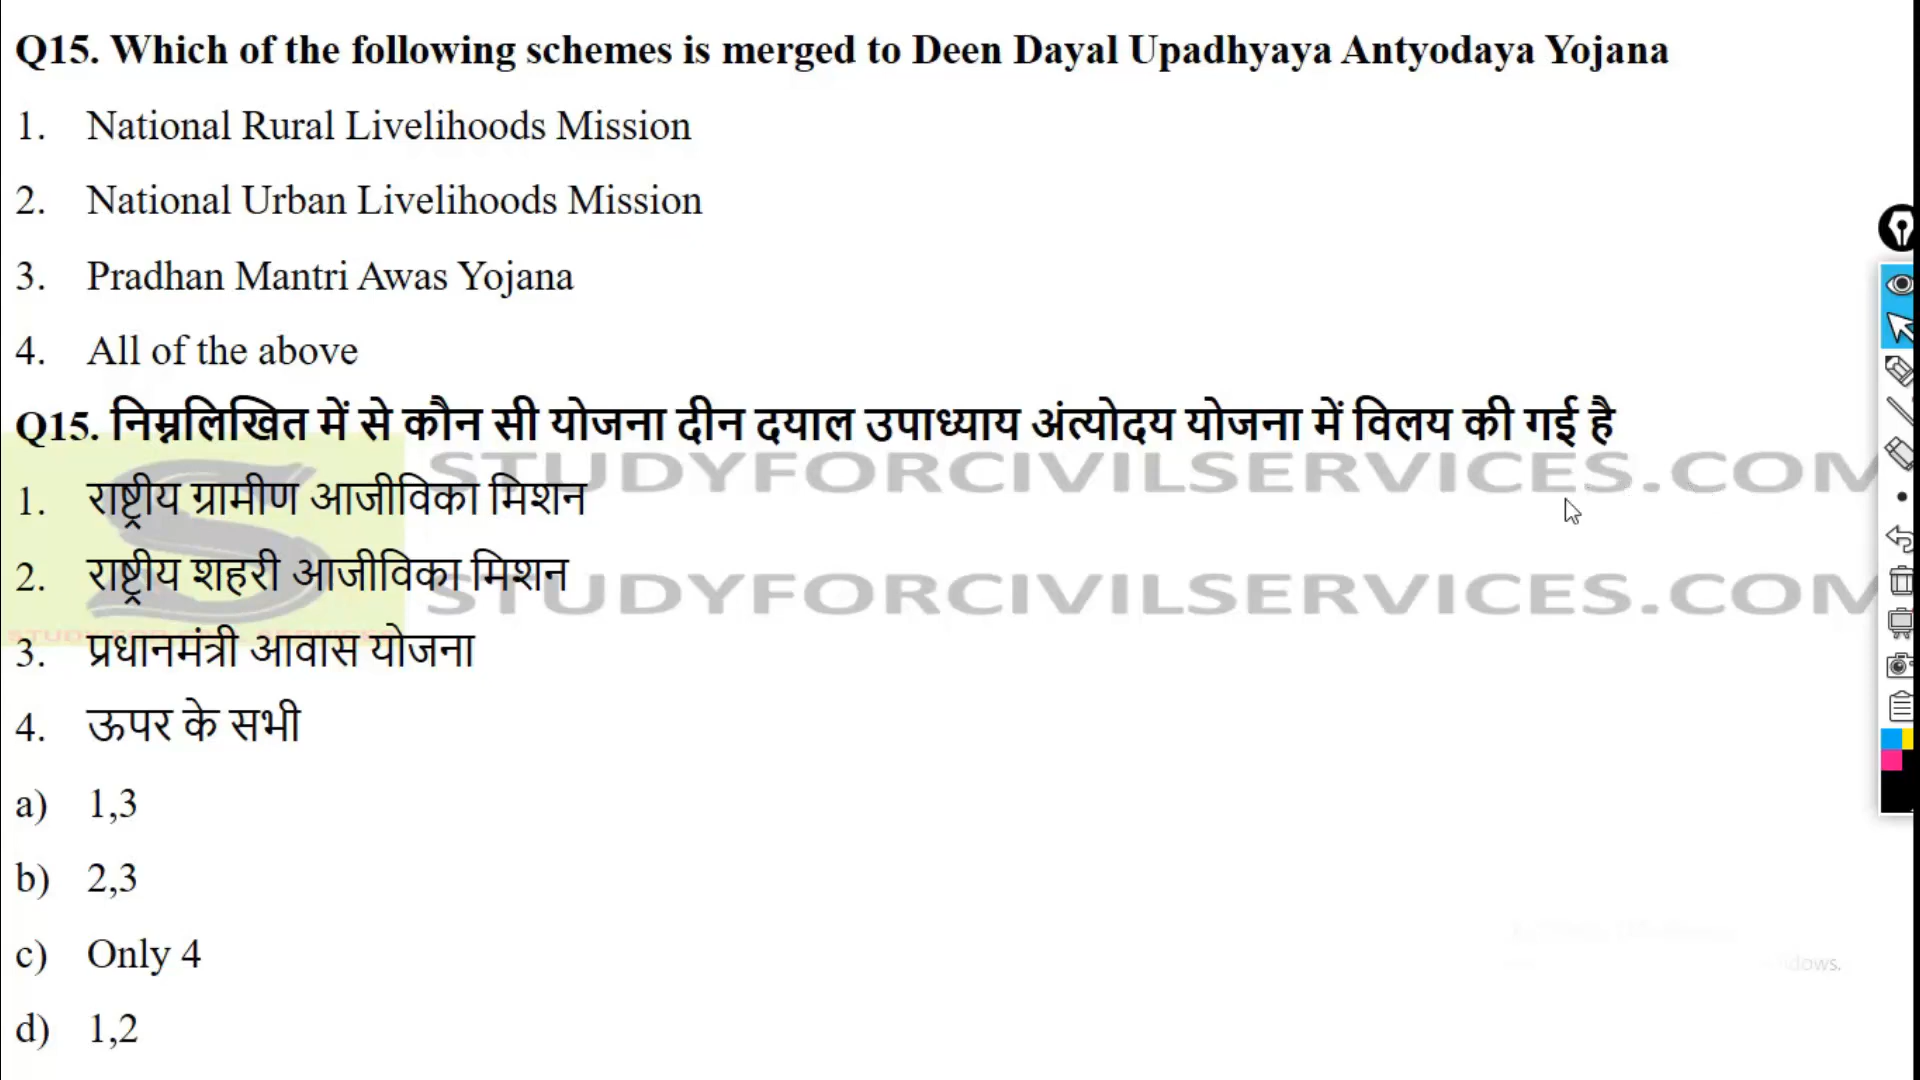 Q15. Which of the following schemes is merged to Deen Dayal Upadhyaya Antyodaya Yojana
1. National Rural Livelihoods Mission
2. National Urban Livelihoods Mission
3. Pradhan Mantri Awas Yojana
4. All of the above
Q15. निम्नलिखित में से कौन सी योजना दीन दयाल उपाध्याय अंत्योदय योजना में विलय की गई है
STUDYFORCIVILSERVICES.COM
1. राष्ट्रीय ग्रामीण आजीविका मिशन
2. राष्ट्रीय शहरी आजीविका मिशन
STUDYFORCIVILSERVICES.COM
3. प्रधानमंत्री आवास योजना
4. ऊपर के सभी
a) 1,3
b) 2,3
c) Only 4
dows.
d) 1,2